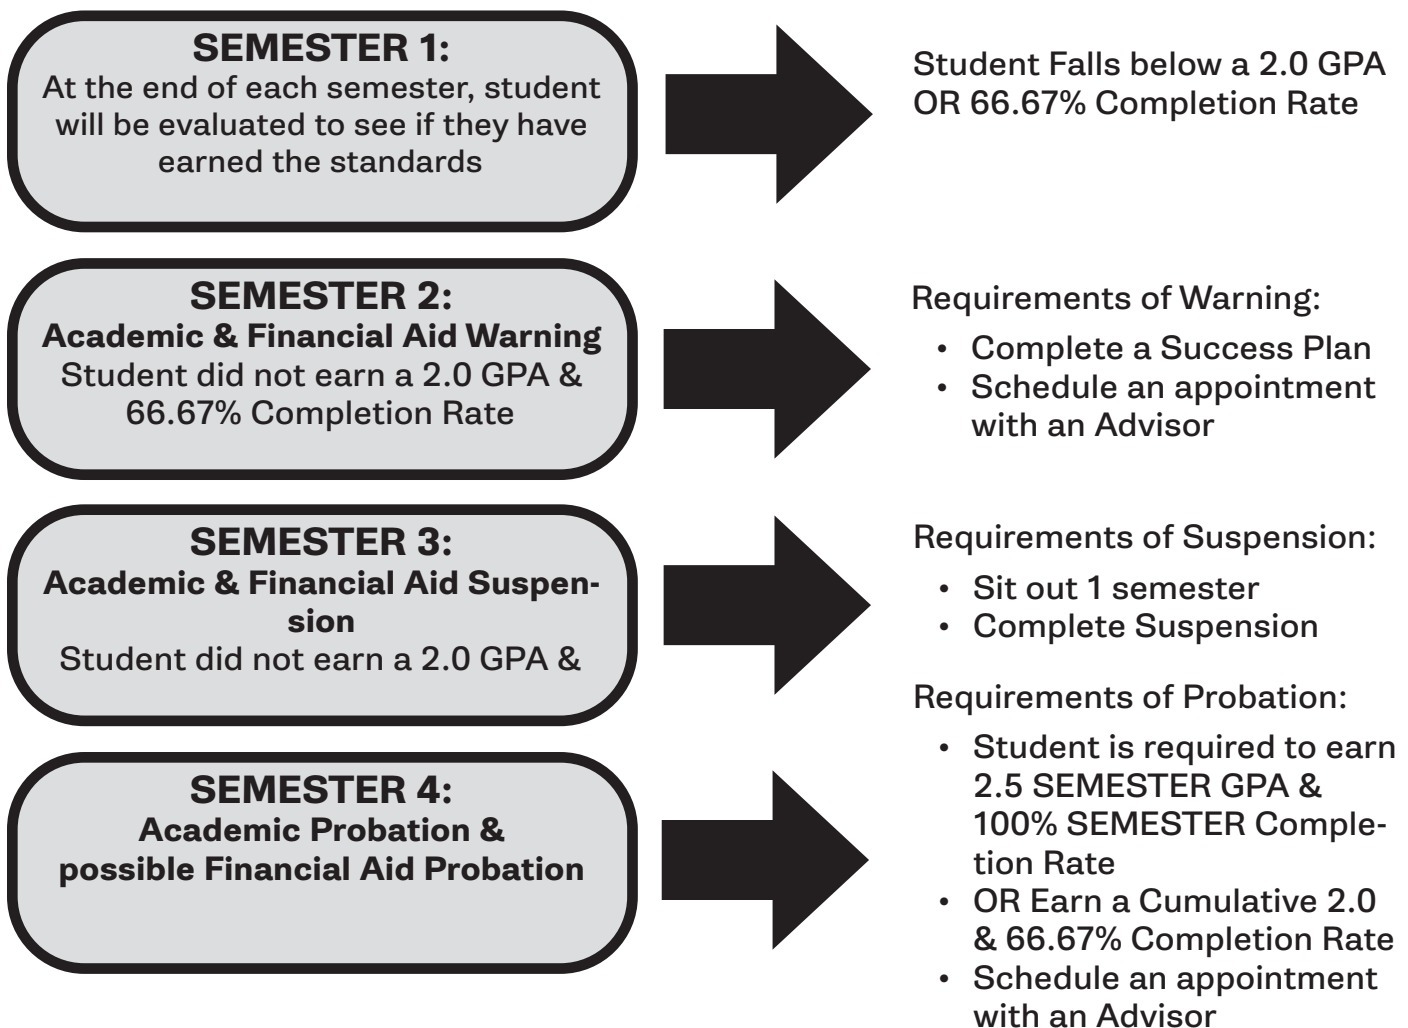 SEMESTER 1:
At the end of each semester, student
will be evaluated to see if they have
earned the standards
Student Falls below a 2.0 GPA
OR 66.67% Completion Rate
SEMESTER 2:
Academic & Financial Aid Warning
Student did not earn a 2.0 GPA &
66.67% Completion Rate
Requirements of Warning:
• Complete a Success Plan
• Schedule an appointment
with an Advisor
SEMESTER 3:
Academic & Financial Aid Suspen-
sion
Student did not earn a 2.0 GPA &
Requirements of Suspension:
• Sit out 1 semester
• Complete Suspension
SEMESTER 4:
Academic Probation &
possible Financial Aid Probation
Requirements of Probation:
• Student is required to earn
2.5 SEMESTER GPA &
100% SEMESTER Comple-
tion Rate
• OR Earn a Cumulative 2.0
& 66.67% Completion Rate
• Schedule an appointment
with an Advisor